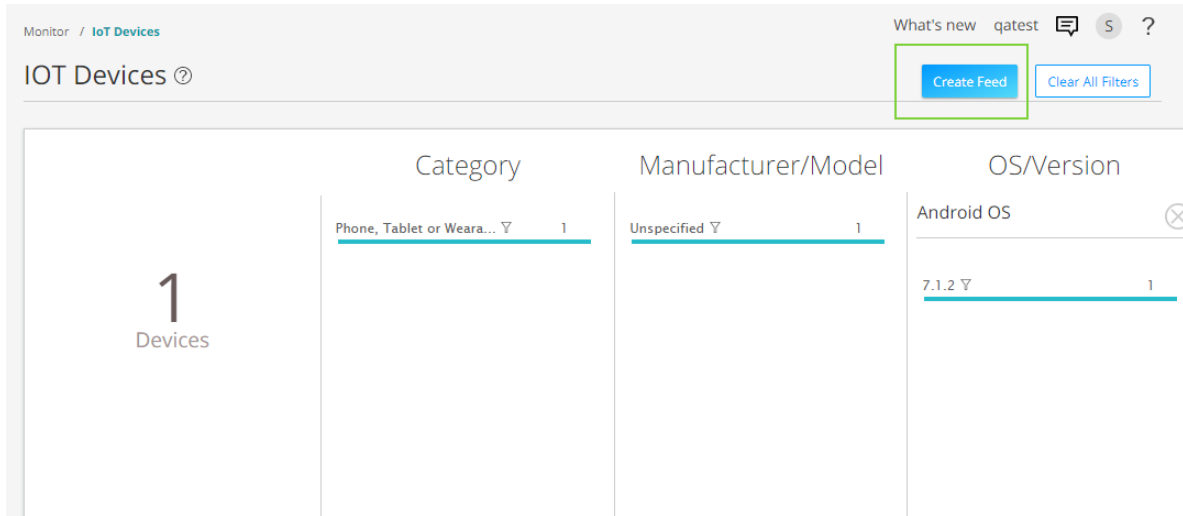 Monitor / IoT Devices
What's new qatest S ?
IOT Devices ?
Create Feed
Clear All Filters
Category
Manufacturer/Model
OS/Version
Phone, Tablet or Weara... 1
Unspecified 1
Android OS
7.1.2 1
1
Devices